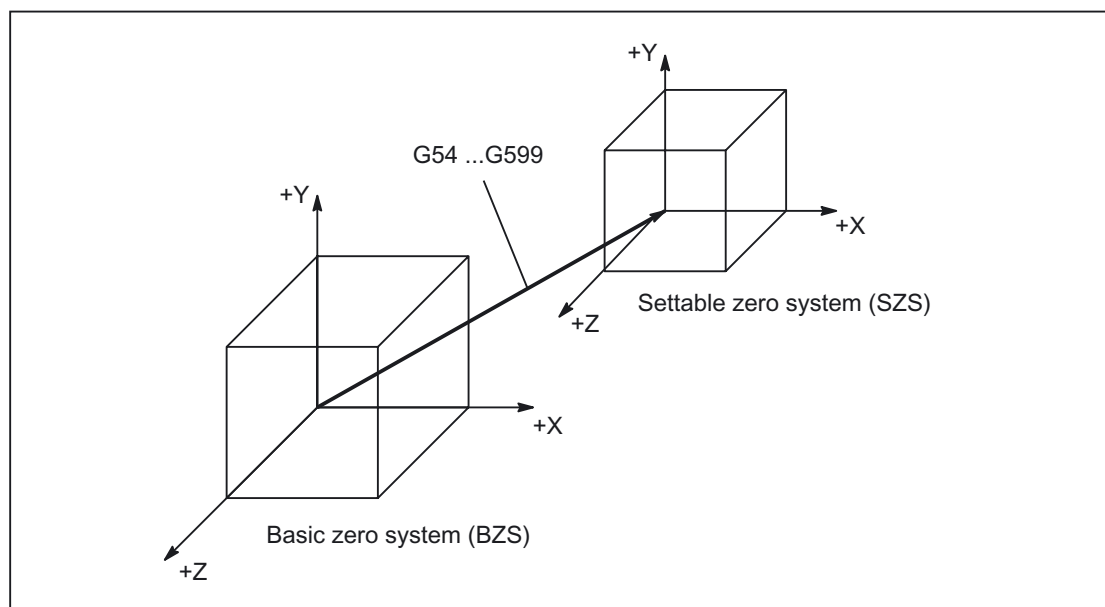 +Y
G54 ...G599
+X
Settable zero system (SZS)
+Z
+Y
+X
Basic zero system (BZS)
+Z